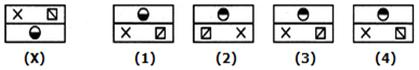 (X) (1) (2) (3) (4)